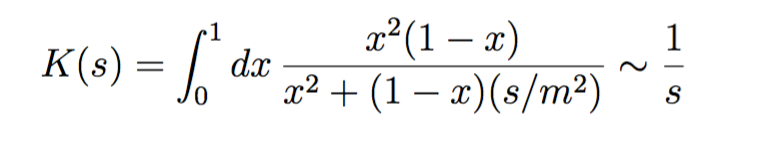 K(s) = ∫₀¹ dx x²(1 − x) / x² + (1 − x)(s/m²) ∼ 1/s